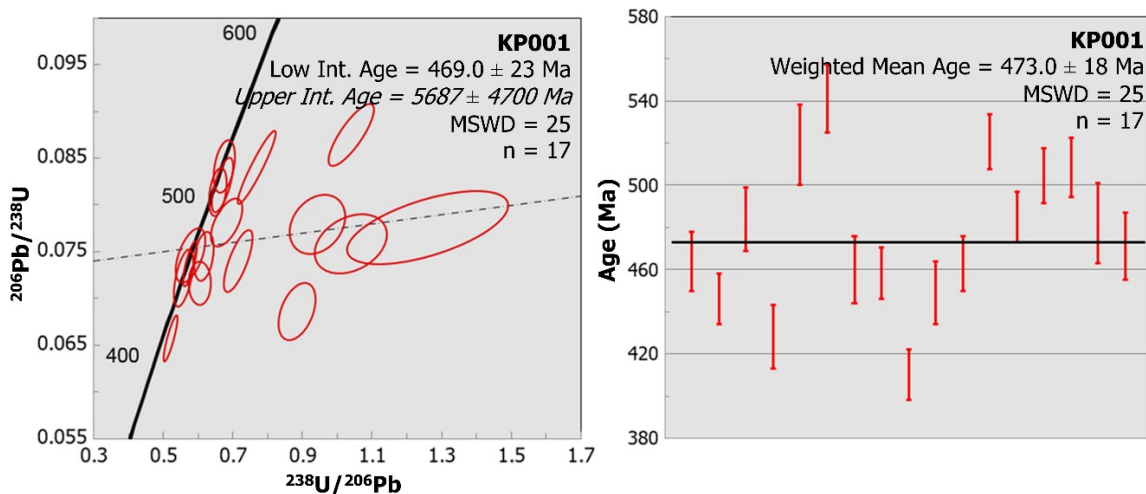 KP001
Low Int. Age = 469.0 ± 23 Ma
Upper Int. Age = 5687 ± 4700 Ma
MSWD = 25
n = 17
600
500
400
0.095
0.085
0.075
0.065
0.055
²⁰⁶Pb/²³⁸U
0.3 0.5 0.7 0.9 1.1 1.3 1.5 1.7
²³⁸U/²⁰⁶Pb
KP001
Weighted Mean Age = 473.0 ± 18 Ma
MSWD = 25
n = 17
580
540
500
460
420
380
Age (Ma)